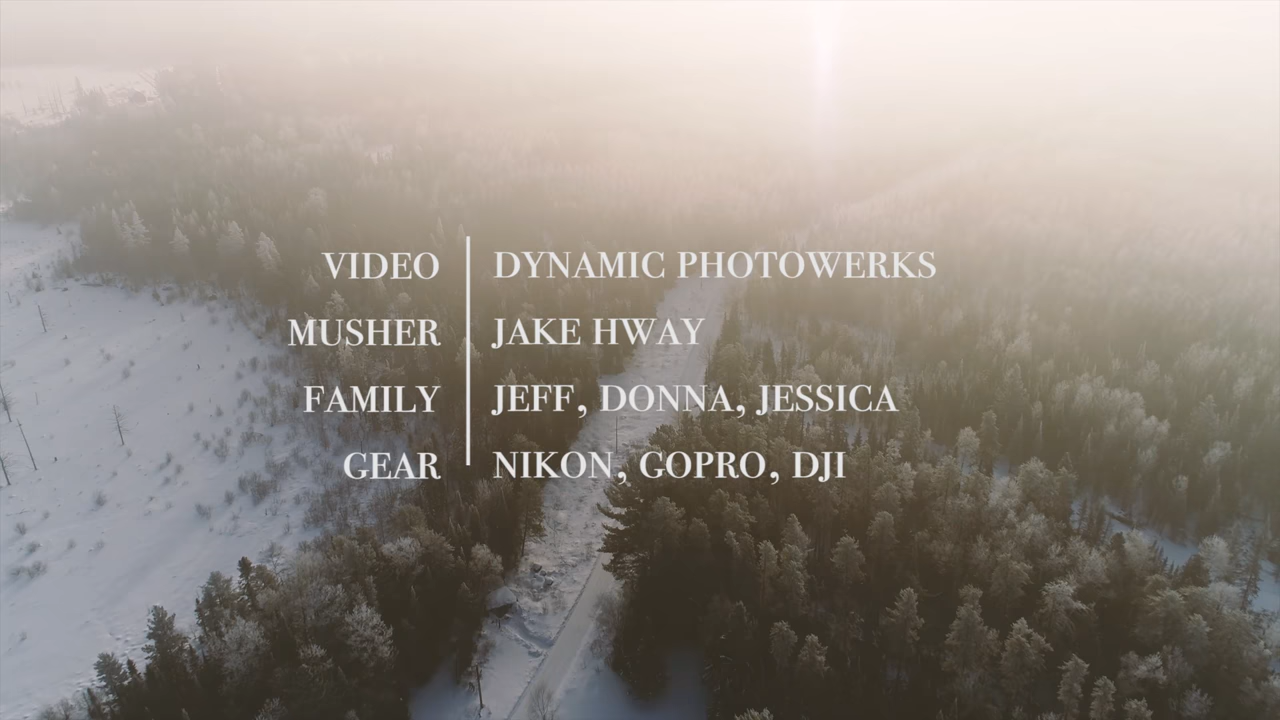 VIDEO DYNAMIC PHOTOWERKS
MUSHER JAKE HWAY
FAMILY JEFF, DONNA, JESSICA
GEAR NIKON, GOPRO, DJI